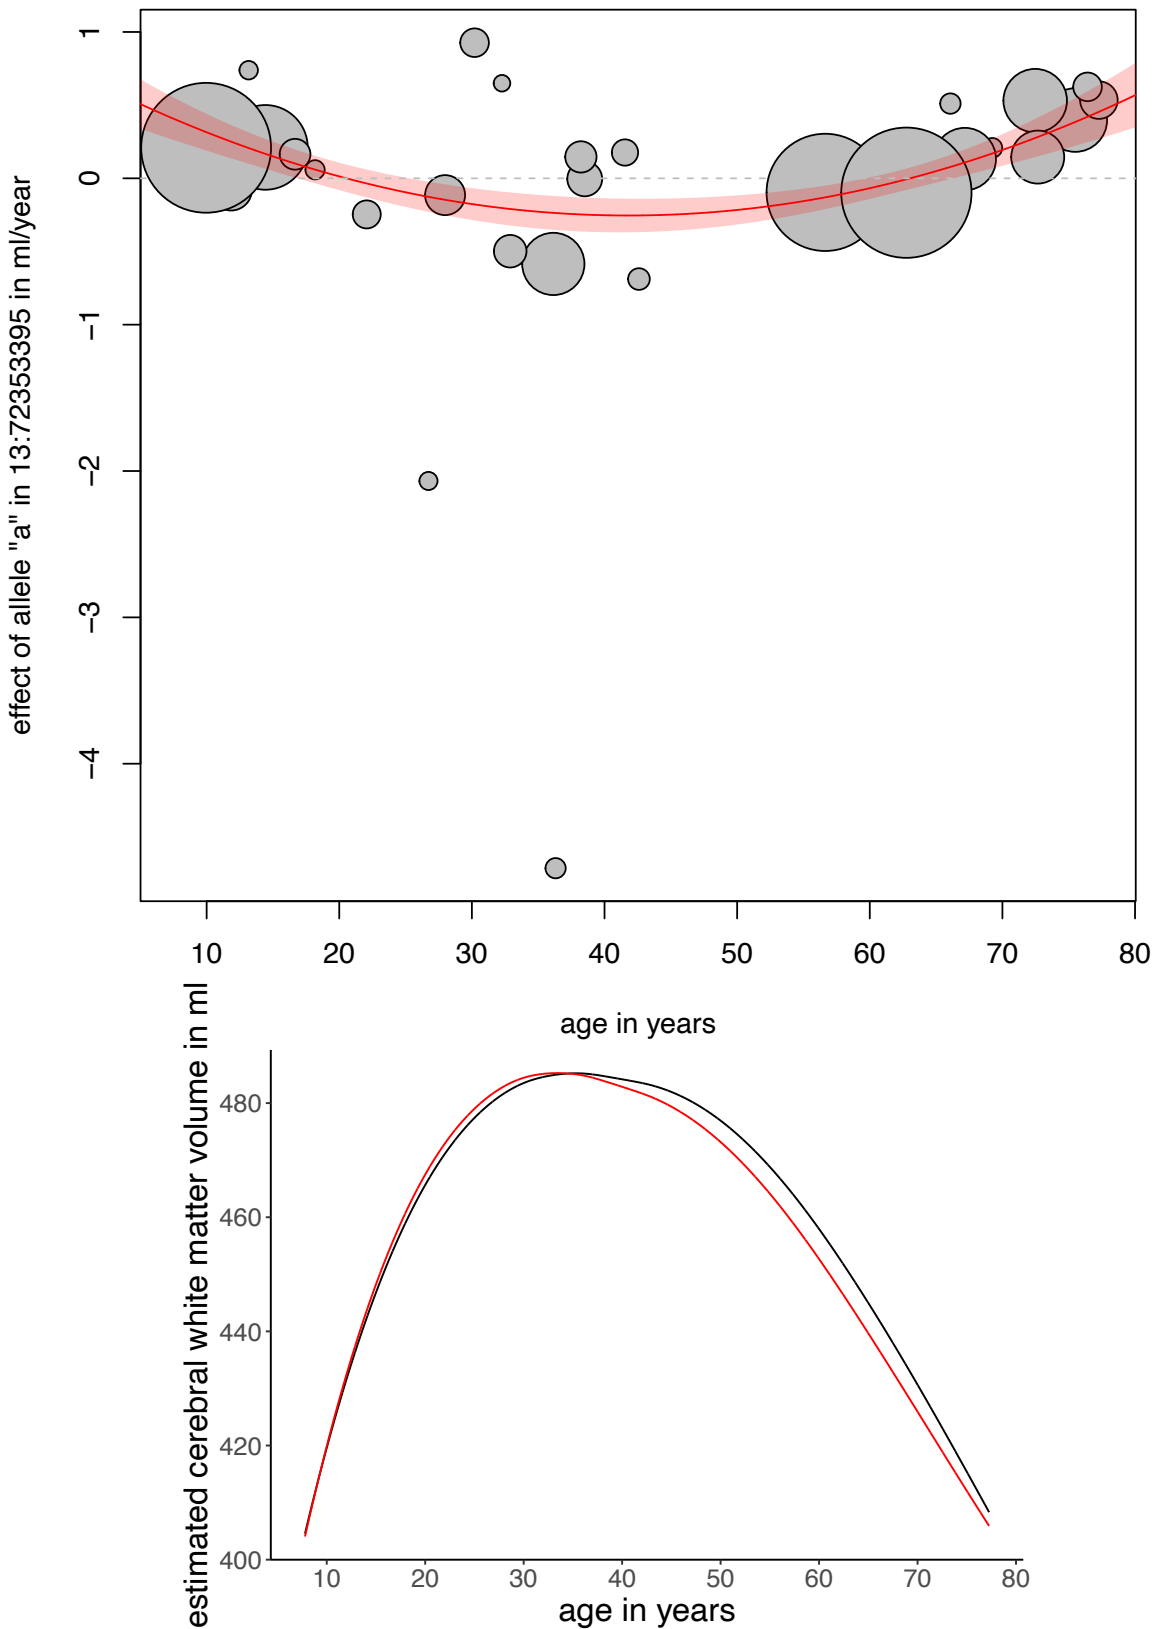 effect of allele "a" in 13:72353395 in ml/year
1
0
−1
−2
−3
−4
10 20 30 40 50 60 70 80
age in years
estimated cerebral white matter volume in ml
480
460
440
420
400
10 20 30 40 50 60 70 80
age in years